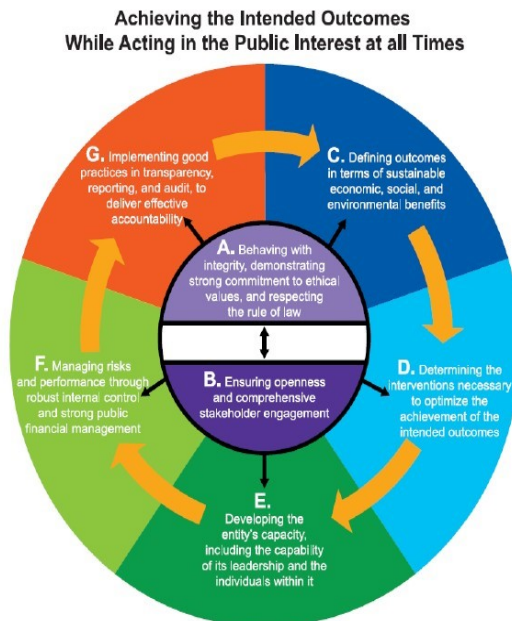 Achieving the Intended Outcomes
While Acting in the Public Interest at all Times
G. Implementing good
practices in transparency,
reporting, and audit, to
deliver effective
accountability
C. Defining outcomes
in terms of sustainable
economic, social, and
environmental benefits
A. Behaving with
integrity, demonstrating
strong commitment to ethical
values, and respecting
the rule of law
F. Managing risks
and performance through
robust internal control
and strong public
financial management
B. Ensuring openness
and comprehensive
stakeholder engagement
D. Determining the
interventions necessary
to optimize the
achievement of the
intended outcomes
E.
Developing the
entity's capacity,
including the capability
of its leadership and the
individuals within it